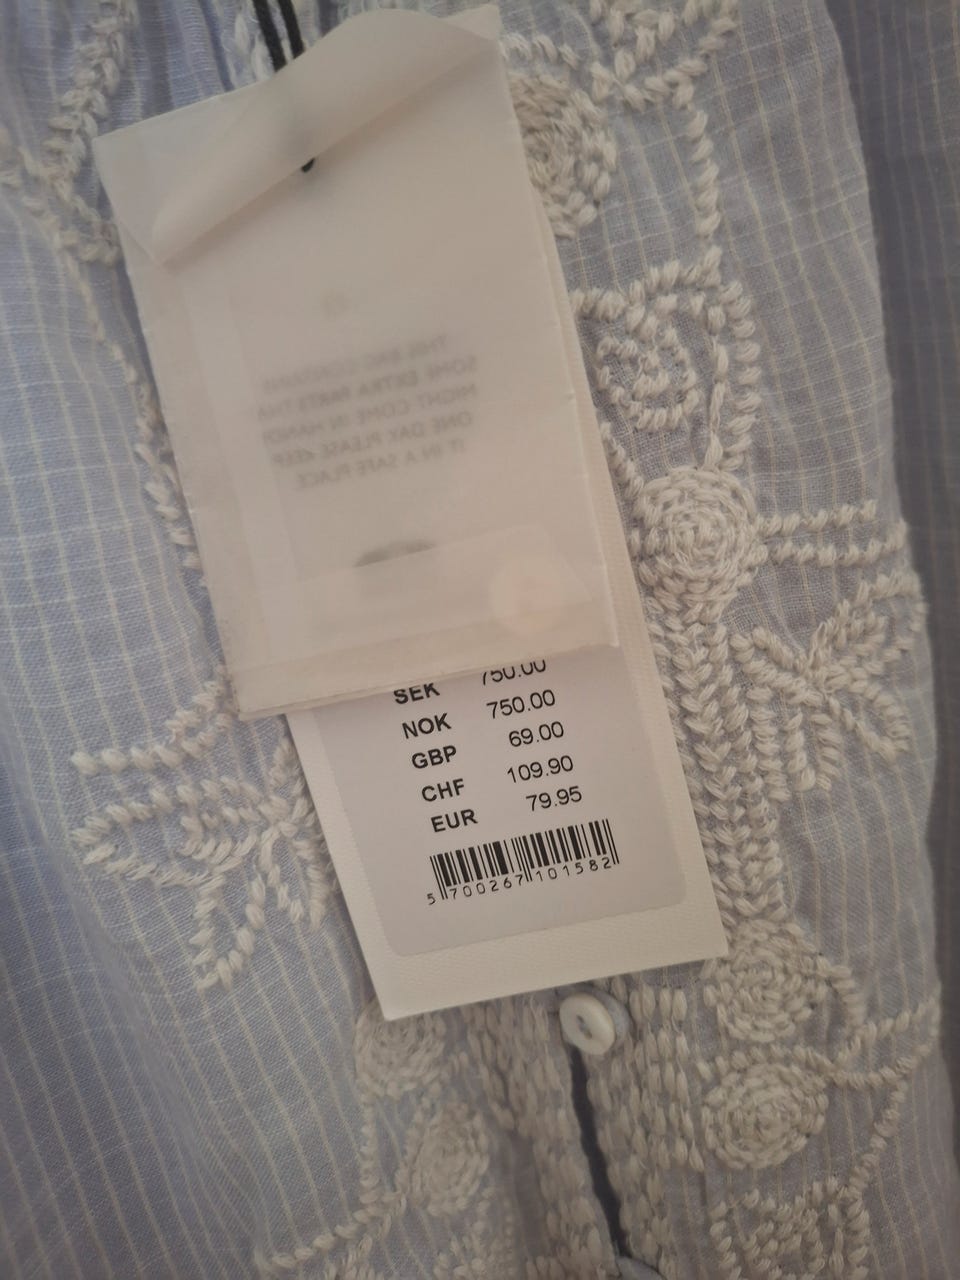 THIS BAG CONTAINS
SOME EXTRA PARTS THAT
MIGHT COME IN HANDY
ONE DAY. PLEASE KEEP
IT IN A SAFE PLACE
SEK 750.00
NOK 750.00
GBP 69.00
CHF 109.90
EUR 79.95
5 700267 101582